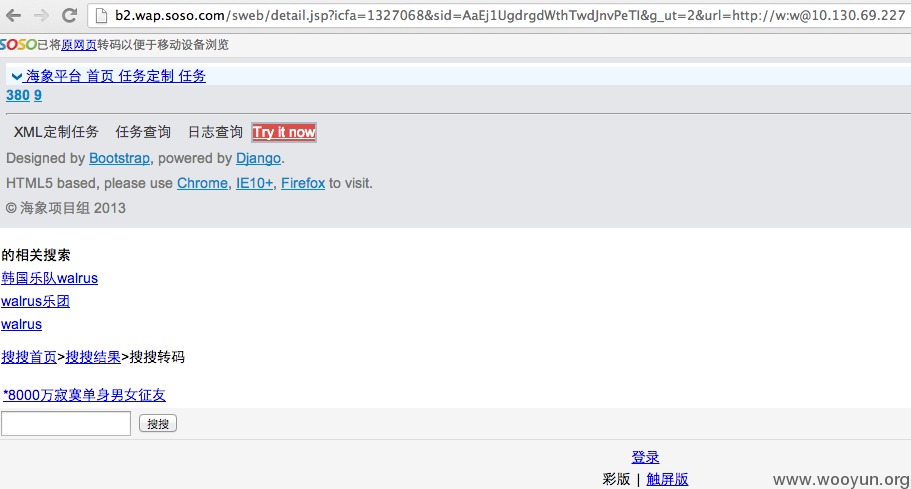 b2.wap.soso.com/sweb/detail.jsp?icfa=1327068&sid=AaEj1UgdrgdWthTwdJnvPeTI&g_ut=2&url=http://w:w@10.130.69.227
SOSO已将原网页转码以便于移动设备浏览
海象平台 首页 任务定制 任务
380 9
XML定制任务 任务查询 日志查询 Try it now
Designed by Bootstrap, powered by Django.
HTML5 based, please use Chrome, IE10+, Firefox to visit.
© 海象项目组 2013
的相关搜索
韩国乐队walrus
walrus乐团
walrus
搜搜首页>搜搜结果>搜搜转码
*8000万寂寞单身男女征友
搜搜
登录
彩版 | 触屏版
www.wooyun.org